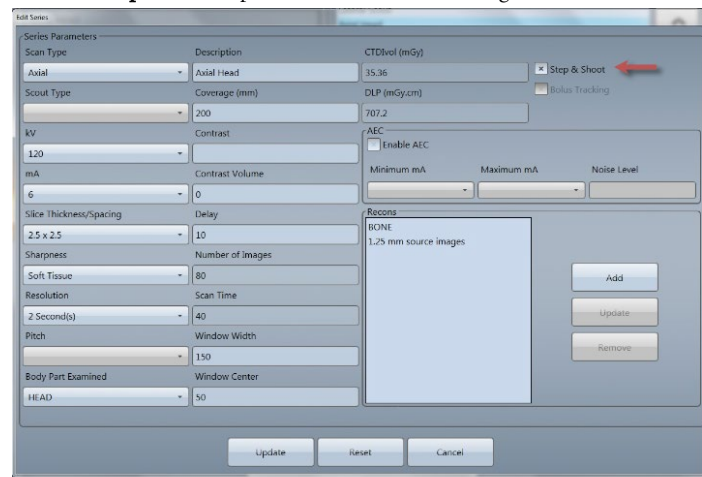 Edit Series
Series Parameters
Scan Type
Description
CTDIvol (mGy)
Axial
Axial Head
35.36
Step & Shoot
Scout Type
Coverage (mm)
DLP (mGy.cm)
Bolus Tracking
200
707.2
kV
Contrast
AEC
Enable AEC
120
mA
Contrast Volume
Minimum mA
Maximum mA
Noise Level
6
0
Slice Thickness/Spacing
Delay
Recons
2.5 x 2.5
10
BONE
1.25 mm source images
Sharpness
Number of Images
Soft Tissue
80
Add
Resolution
Scan Time
2 Second(s)
40
Update
Pitch
Window Width
Remove
150
Body Part Examined
Window Center
HEAD
50
Update
Reset
Cancel